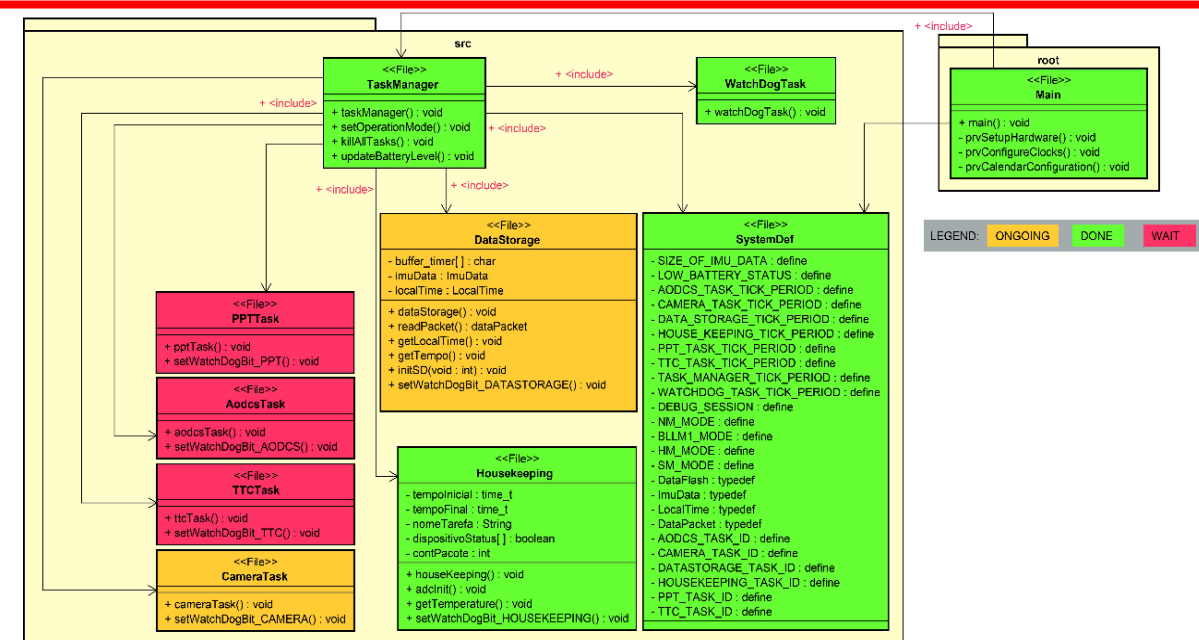 + <include>
src
root
<<File>>
TaskManager
+ taskManager() : void
+ setOperationMode() : void
+ killAllTasks() : void
+ updateBatteryLevel() : void
+ <include>
<<File>>
WatchDogTask
+ watchDogTask() : void
<<File>>
Main
+ main() : void
- prvSetupHardware() : void
- prvConfigureClocks() : void
- prvCalendarConfiguration() : void
+ <include>
+ <include>
+ <include>
+ <include>
LEGEND: ONGOING DONE WAIT
<<File>>
DataStorage
- buffer_timer[ ] : char
- imuData : ImuData
- localTime : LocalTime
+ dataStorage() : void
+ readPacket() : dataPacket
+ getLocalTime() : void
+ getTempo() : void
+ initSD(void : int) : void
+ setWatchDogBit_DATASTORAGE() : void
<<File>>
SystemDef
- SIZE_OF_IMU_DATA : define
- LOW_BATTERY_STATUS : define
- AODCS_TASK_TICK_PERIOD : define
- CAMERA_TASK_TICK_PERIOD : define
- DATA_STORAGE_TICK_PERIOD : define
- HOUSE_KEEPING_TICK_PERIOD : define
- PPT_TASK_TICK_PERIOD : define
- TTC_TASK_TICK_PERIOD : define
- TASK_MANAGER_TICK_PERIOD : define
- WATCHDOG_TASK_TICK_PERIOD : define
- DEBUG_SESSION : define
- NM_MODE : define
- BLLM1_MODE : define
- HM_MODE : define
- SM_MODE : define
- DataFlash : typedef
- ImuData : typedef
- LocalTime : typedef
- DataPacket : typedef
- AODCS_TASK_ID : define
- CAMERA_TASK_ID : define
- DATASTORAGE_TASK_ID : define
- HOUSEKEEPING_TASK_ID : define
- PPT_TASK_ID : define
- TTC_TASK_ID : define
<<File>>
PPTTask
+ pptTask() : void
+ setWatchDogBit_PPT() : void
<<File>>
AodcsTask
+ aodcsTask() : void
+ setWatchDogBit_AODCS() : void
<<File>>
TTCTask
+ ttcTask() : void
+ setWatchDogBit_TTC() : void
<<File>>
CameraTask
+ cameraTask() : void
+ setWatchDogBit_CAMERA() : void
<<File>>
Housekeeping
- tempoInicial : time_t
- tempoFinal : time_t
- nomeTarefa : String
- dispositivoStatus[ ] : boolean
- contPacote : int
+ houseKeeping() : void
+ adcInit() : void
+ getTemperature() : void
+ setWatchDogBit_HOUSEKEEPING() : void